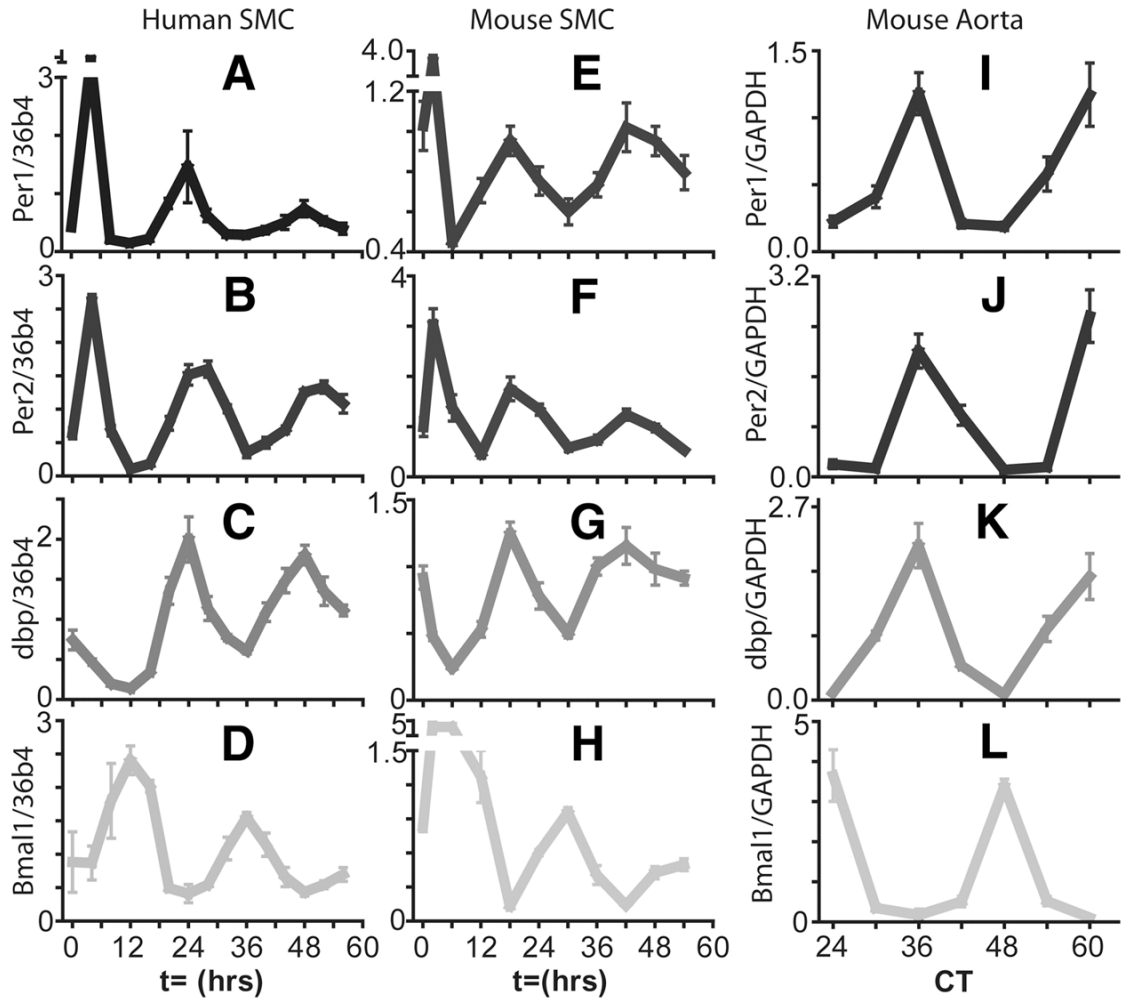 Human SMC Mouse SMC Mouse Aorta
A E I
Per1/36b4
3
0
4.0
1.2
0.4
Per1/GAPDH
1.5
0.0
B F J
Per2/36b4
3
0
4
0
Per2/GAPDH
3.2
0.0
C G K
dbp/36b4
2
0
1.5
0
dbp/GAPDH
2.7
0.0
D H L
Bmal1/36b4
3
0
5
1.5
0
Bmal1/GAPDH
5
0
0 12 24 36 48 60
0 12 24 36 48 60
24 36 48 60
t= (hrs) t=(hrs) CT